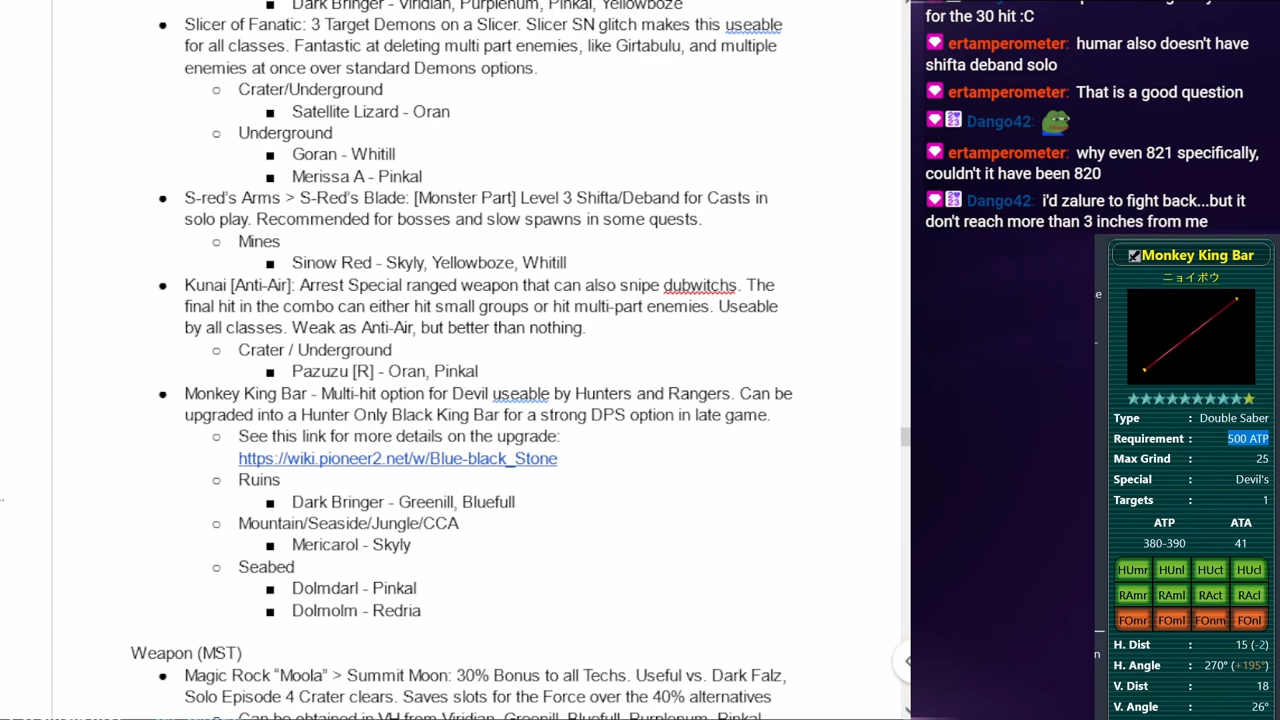 Dark Bringer - Viridian, Purplenum, Pinkal, Yellowboze
● Slicer of Fanatic: 3 Target Demons on a Slicer. Slicer SN glitch makes this useable
for all classes. Fantastic at deleting multi part enemies, like Girtabulu, and multiple
enemies at once over standard Demons options.
○ Crater/Underground
■ Satellite Lizard - Oran
○ Underground
■ Goran - Whitill
■ Merissa A - Pinkal
● S-red's Arms > S-Red's Blade: [Monster Part] Level 3 Shifta/Deband for Casts in
solo play. Recommended for bosses and slow spawns in some quests.
○ Mines
■ Sinow Red - Skyly, Yellowboze, Whitill
● Kunai [Anti-Air]: Arrest Special ranged weapon that can also snipe dubwitchs. The
final hit in the combo can either hit small groups or hit multi-part enemies. Useable
by all classes. Weak as Anti-Air, but better than nothing.
○ Crater / Underground
■ Pazuzu [R] - Oran, Pinkal
● Monkey King Bar - Multi-hit option for Devil useable by Hunters and Rangers. Can be
upgraded into a Hunter Only Black King Bar for a strong DPS option in late game.
○ See this link for more details on the upgrade:
https://wiki.pioneer2.net/w/Blue-black_Stone
○ Ruins
■ Dark Bringer - Greenill, Bluefull
○ Mountain/Seaside/Jungle/CCA
■ Mericarol - Skyly
○ Seabed
■ Dolmdarl - Pinkal
■ Dolmolm - Redria
Weapon (MST)
● Magic Rock “Moola” > Summit Moon: 30% Bonus to all Techs. Useful vs. Dark Falz,
Solo Episode 4 Crater clears. Saves slots for the Force over the 40% alternatives
Can be obtained in VH from Viridian, Greenill, Bluefull, Purplenum, Pinkal
for the 30 hit :C
ertamperometer: humar also doesn't have
shifta deband solo
ertamperometer: That is a good question
Dango42:
ertamperometer: why even 821 specifically,
couldn't it have been 820
Dango42: i'd zalure to fight back...but it
don't reach more than 3 inches from me
Monkey King Bar
ニョイボウ
Type : Double Saber
Requirement : 500 ATP
Max Grind : 25
Special : Devil's
Targets : 1
ATP ATA
380-390 41
HUmr HUnl HUct HUcl
RAmr RAml RAct RAcl
FOmr FOml FOnm FOnl
H. Dist : 15 (-2)
H. Angle : 270° (+195°)
V. Dist : 18
V. Angle : 26°